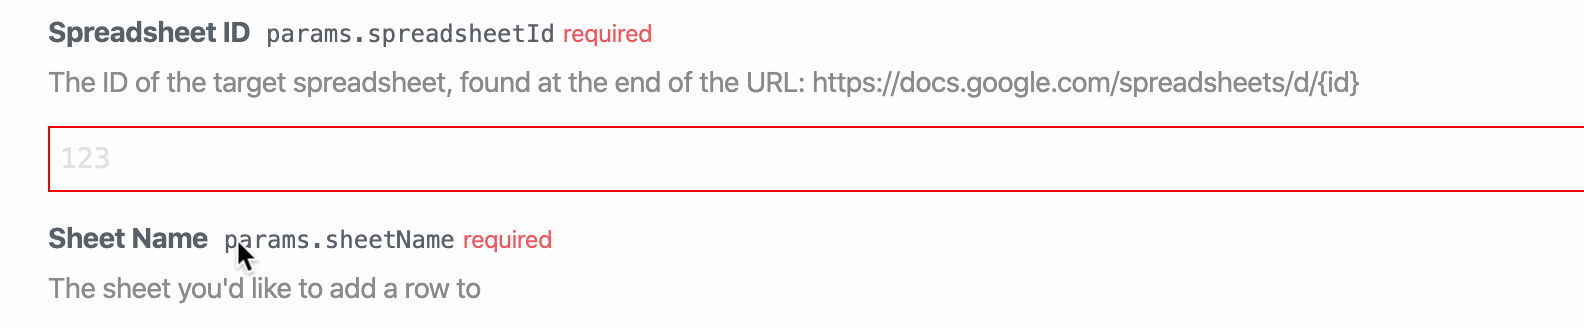 Spreadsheet ID params.spreadsheetId required
The ID of the target spreadsheet, found at the end of the URL: https://docs.google.com/spreadsheets/d/{id}
123
Sheet Name params.sheetName required
The sheet you'd like to add a row to